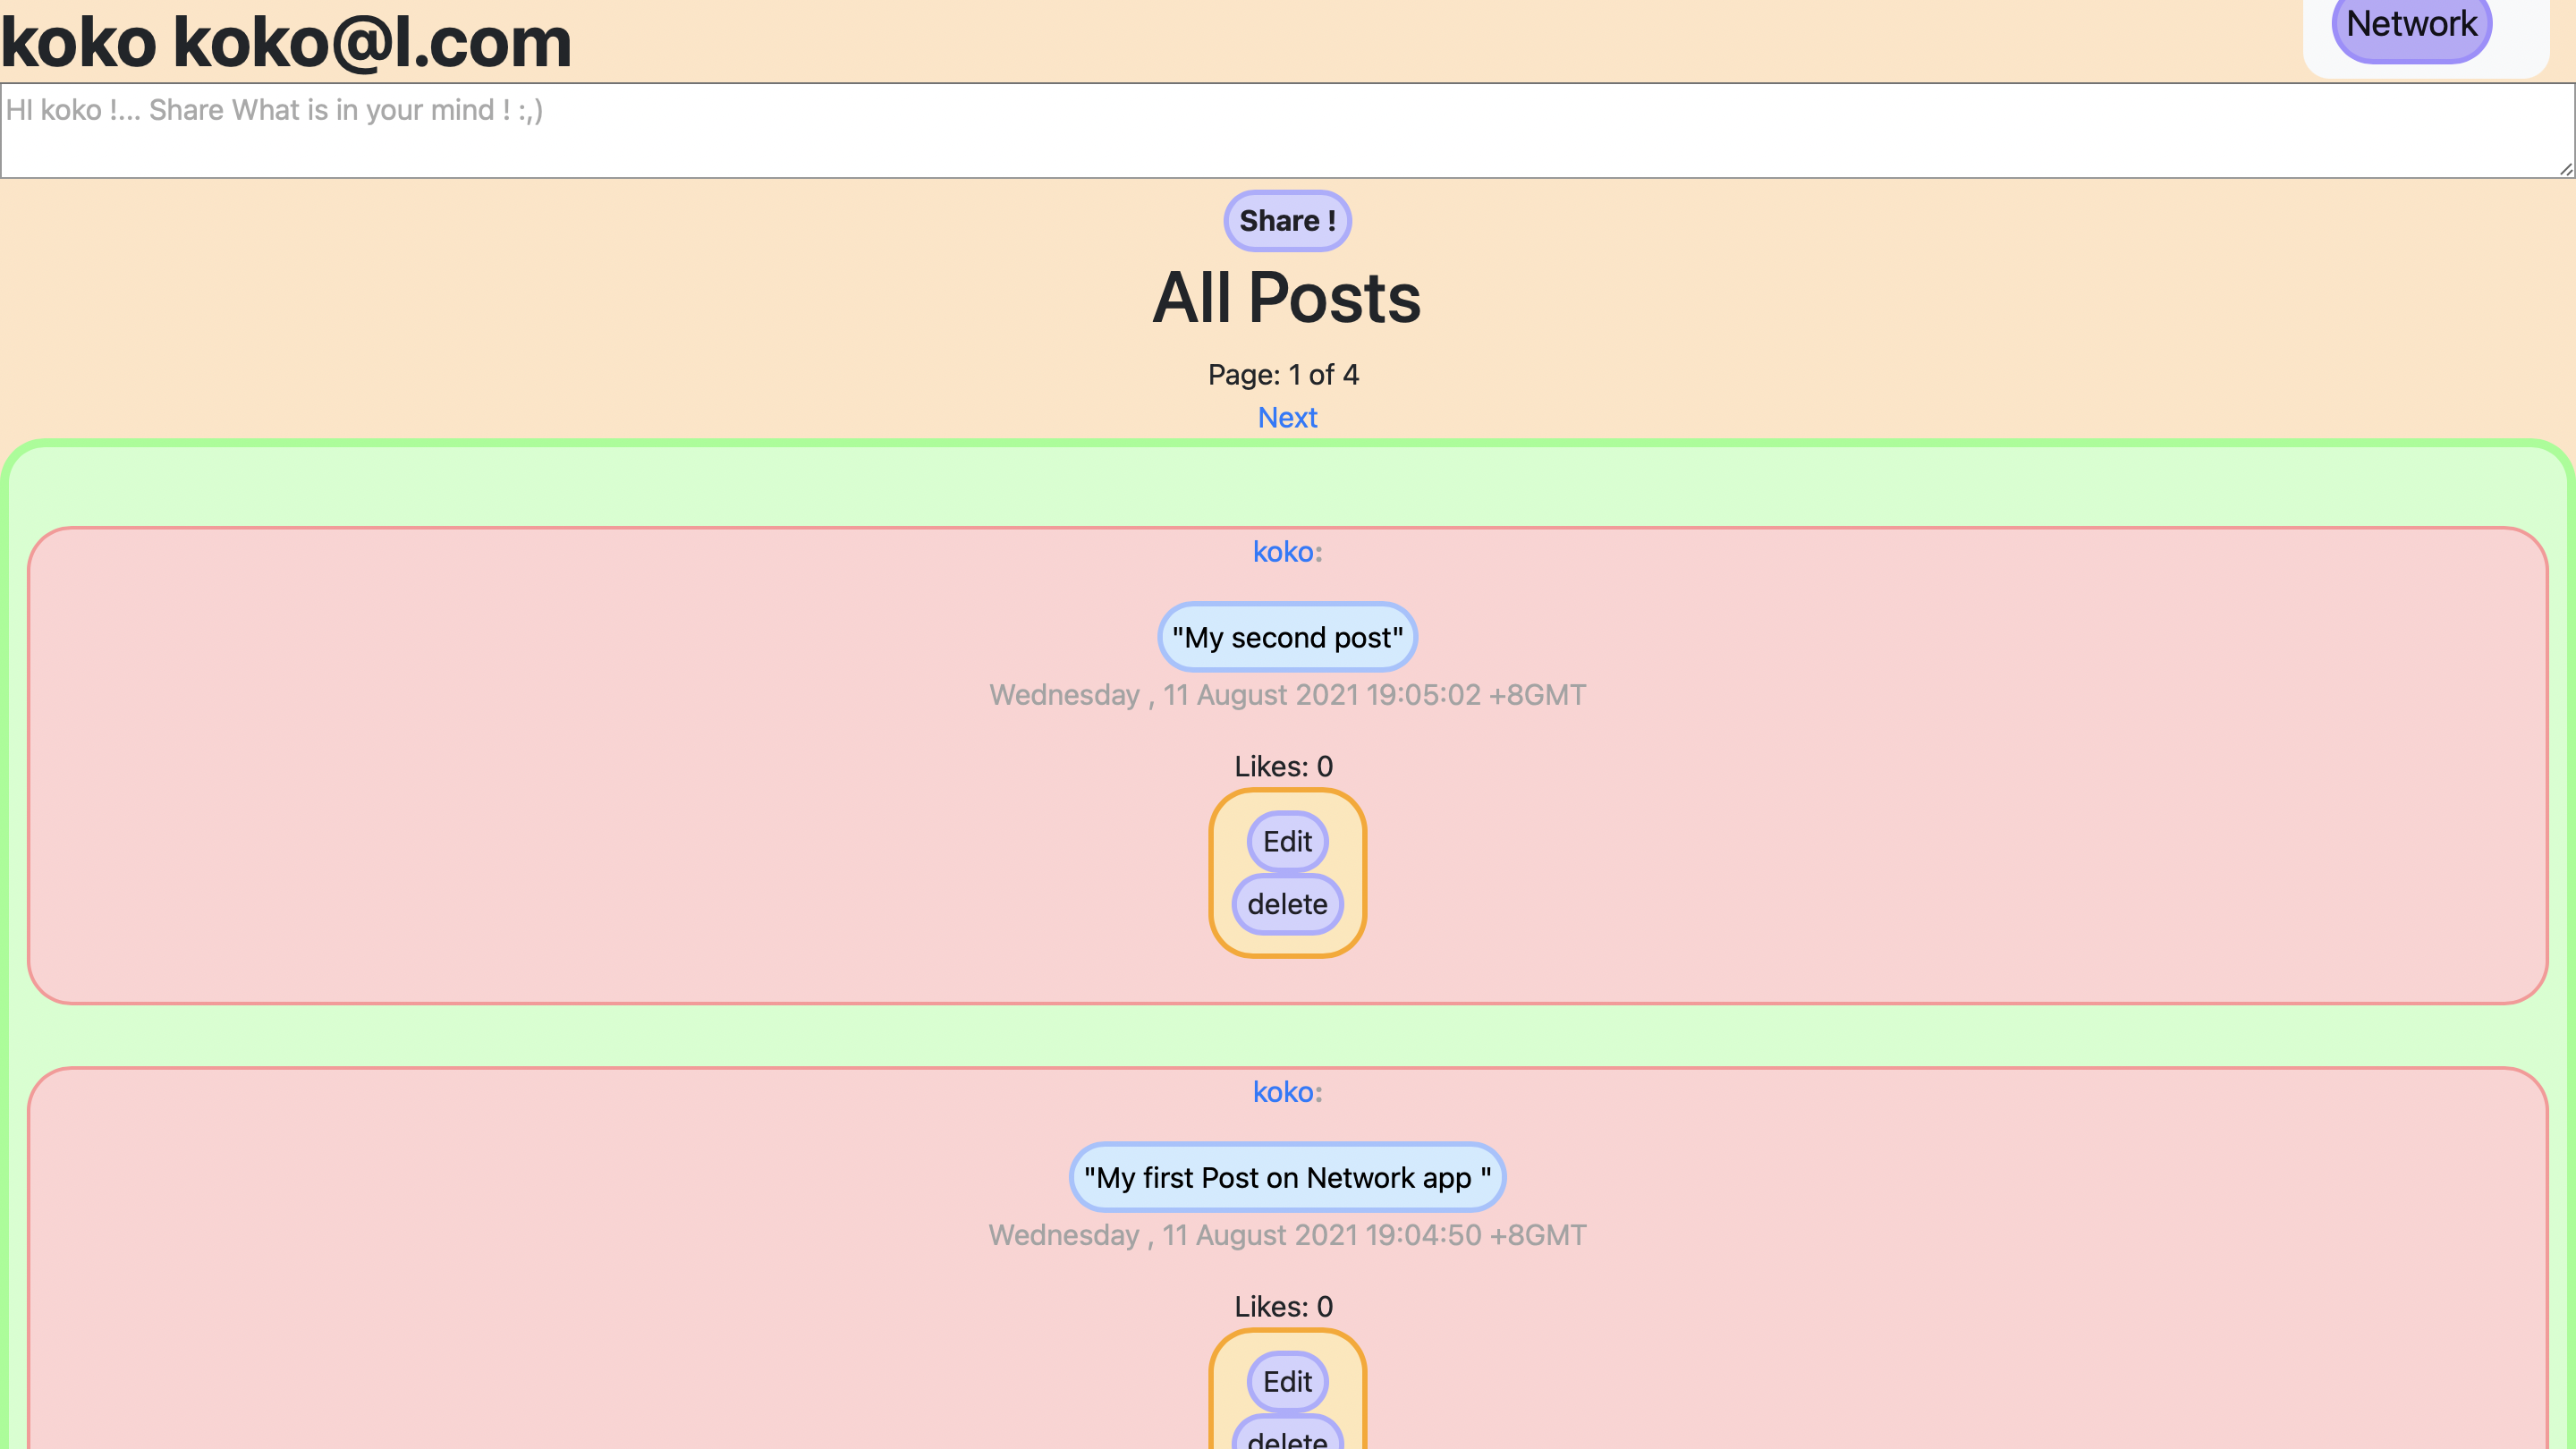 koko koko@l.com
Network
HI koko !... Share What is in your mind ! :,)
Share !
All Posts
Page: 1 of 4
Next
koko:
"My second post"
Wednesday , 11 August 2021 19:05:02 +8GMT
Likes: 0
Edit
delete
koko:
"My first Post on Network app "
Wednesday , 11 August 2021 19:04:50 +8GMT
Likes: 0
Edit
delete